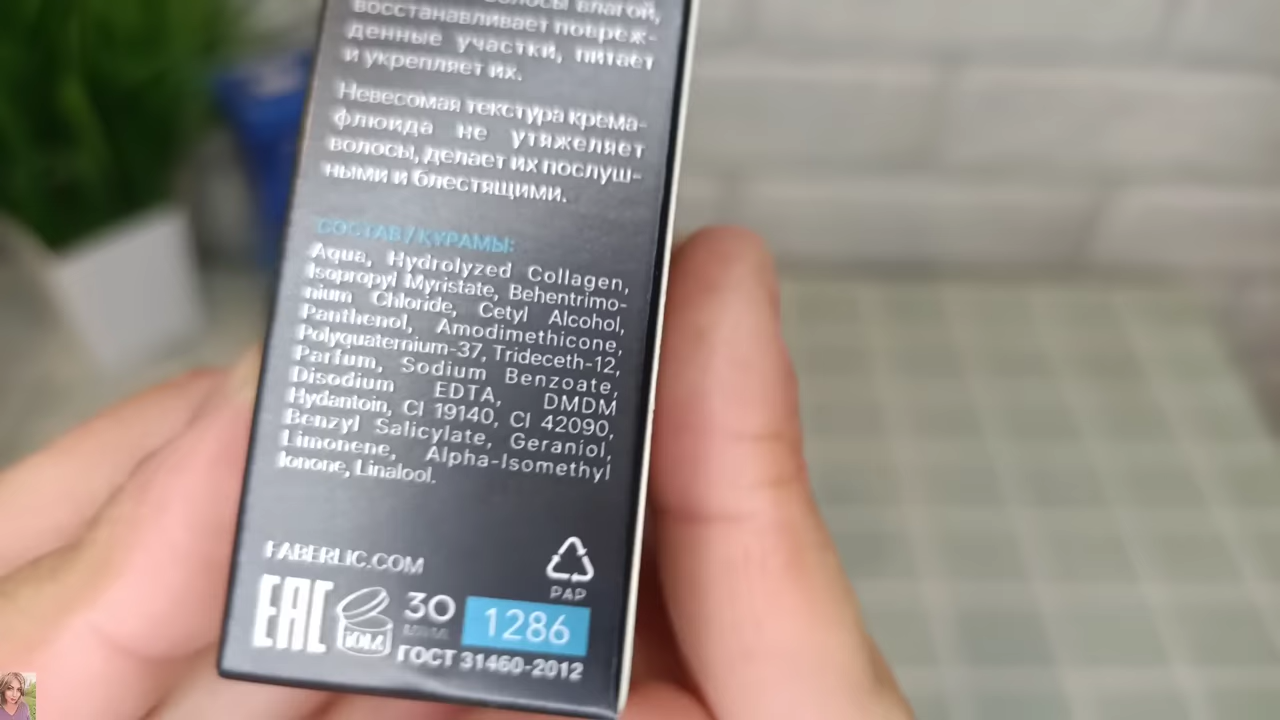 волосы влагой,
восстанавливает повреж-
денные участки, питает
и укрепляет их.
Невесомая текстура крема-
флюида не утяжеляет
волосы, делает их послуш-
ными и блестящими.
СОСТАВ / ҚҰРАМЫ:
Aqua, Hydrolyzed Collagen,
Isopropyl Myristate, Behentrimo-
nium Chloride, Cetyl Alcohol,
Panthenol, Amodimethicone,
Polyquaternium-37, Trideceth-12,
Parfum, Sodium Benzoate,
Disodium EDTA, DMDM
Hydantoin, CI 19140, CI 42090,
Benzyl Salicylate, Geraniol,
Limonene, Alpha-Isomethyl
Ionone, Linalool.
FABERLIC.COM
PAP
EAC
30
1286
ГОСТ 31460-2012